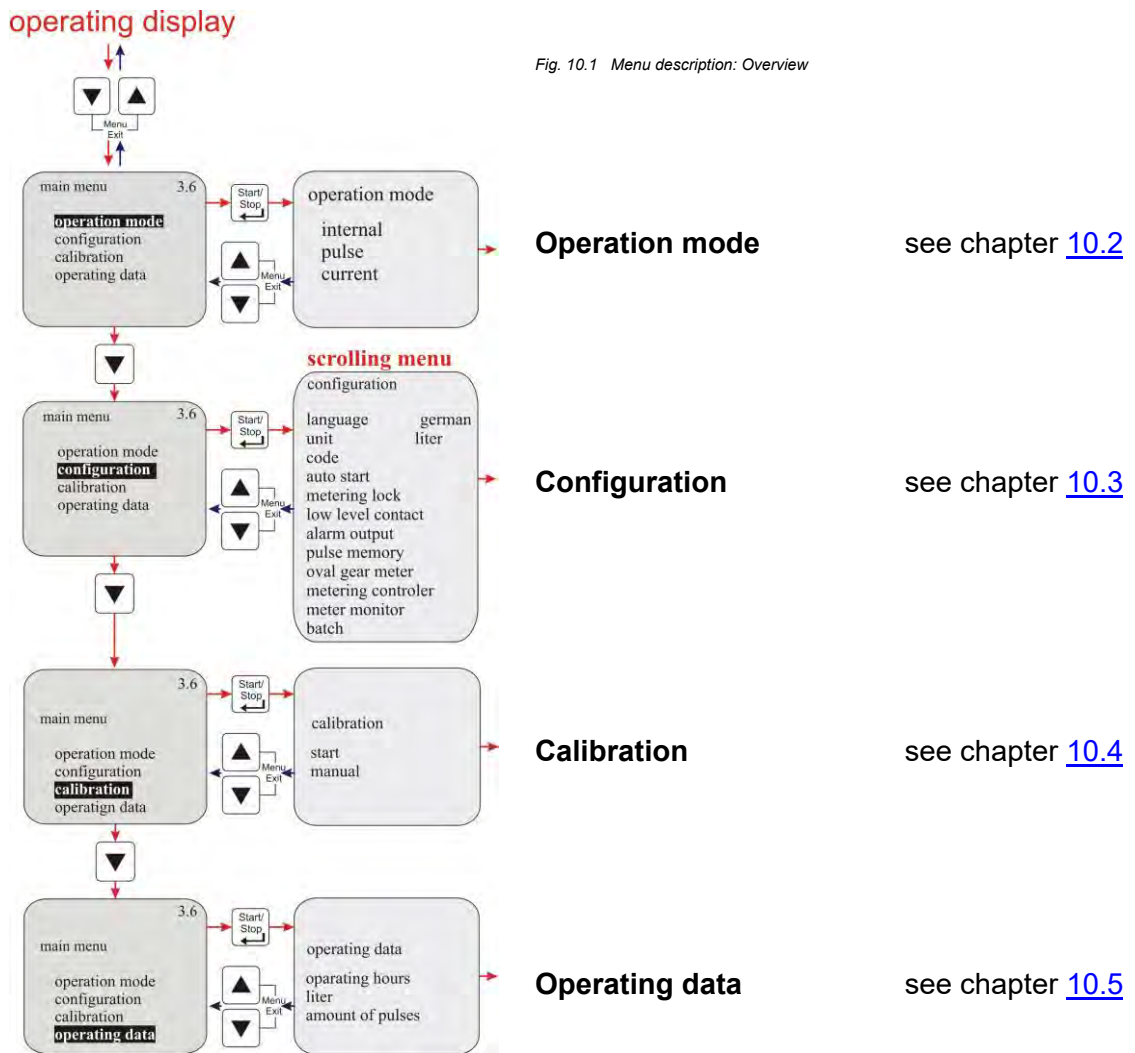 operating display
Fig. 10.1 Menu description: Overview
Menu
Exit
main menu 3.6
operation mode
configuration
calibration
operating data
Start/
Stop
Menu
Exit
operation mode
internal
pulse
current
Operation mode see chapter 10.2
main menu 3.6
operation mode
configuration
calibration
operating data
Start/
Stop
Menu
Exit
scrolling menu
configuration
language german
unit liter
code
auto start
metering lock
low level contact
alarm output
pulse memory
oval gear meter
metering controler
meter monitor
batch
Configuration see chapter 10.3
3.6
main menu
operation mode
configuration
calibration
operatign data
Start/
Stop
Menu
Exit
calibration
start
manual
Calibration see chapter 10.4
3.6
main menu
operation mode
configuration
calibration
operating data
Start/
Stop
Menu
Exit
operating data
oparating hours
liter
amount of pulses
Operating data see chapter 10.5